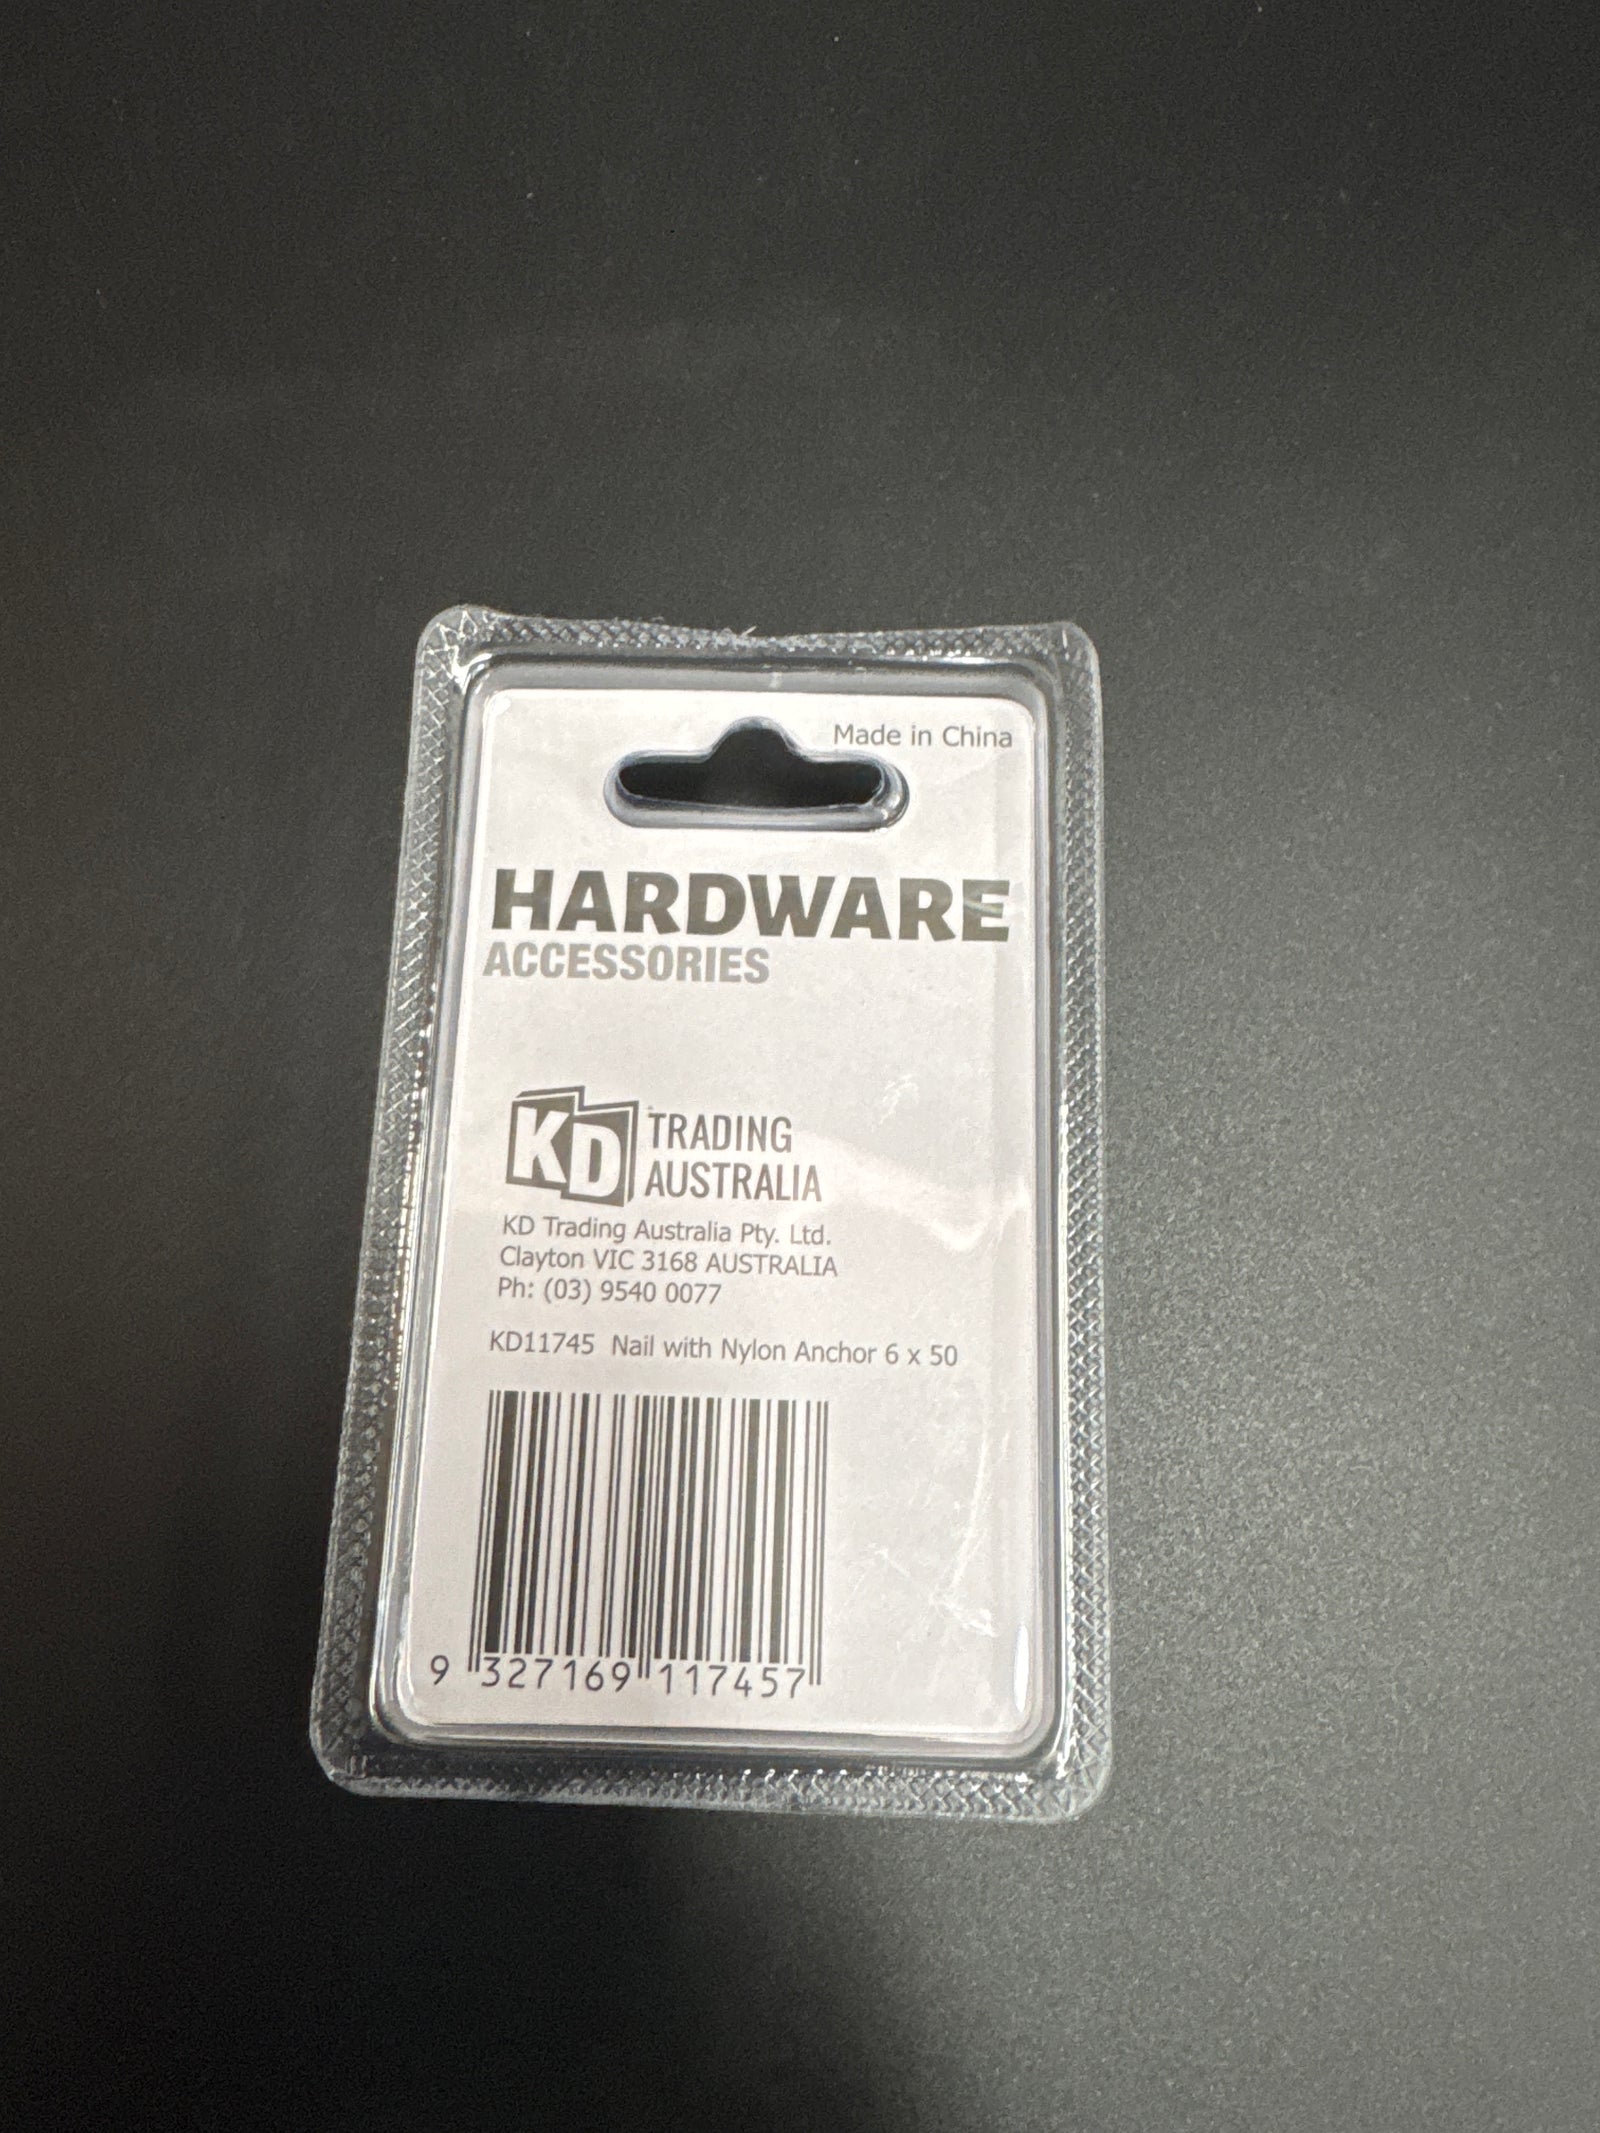 Made in China
HARDWARE
ACCESSORIES
KD TRADING
AUSTRALIA
KD Trading Australia Pty. Ltd.
Clayton VIC 3168 AUSTRALIA
Ph: (03) 9540 0077
KD11745 Nail with Nylon Anchor 6 x 50
9 327169 117457